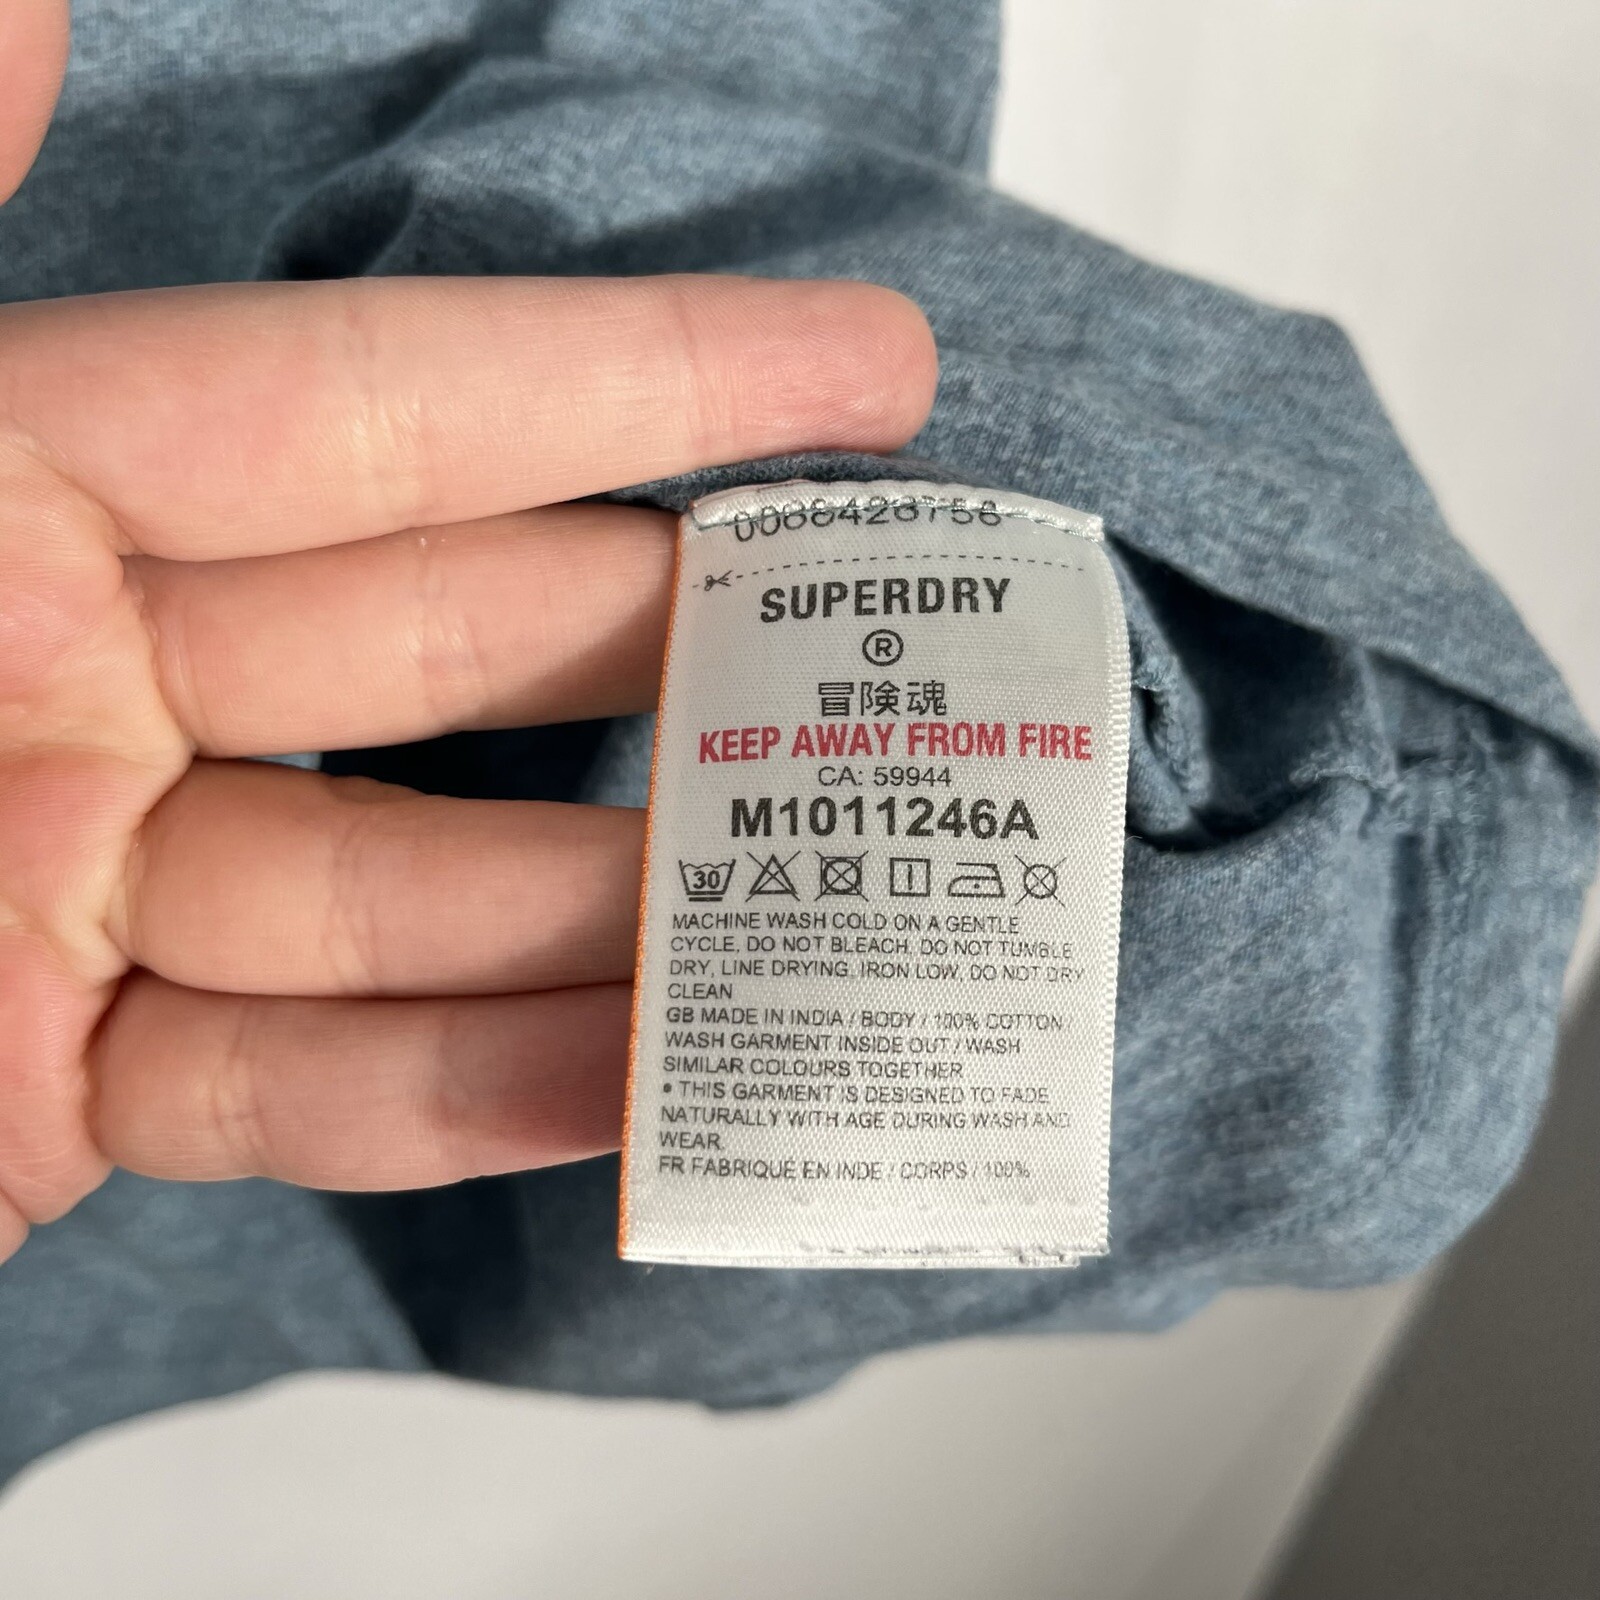 SUPERDRY
®
冒険魂
KEEP AWAY FROM FIRE
CA: 59944
M1011246A
30
MACHINE WASH COLD ON A GENTLE
CYCLE, DO NOT BLEACH, DO NOT TUMBLE
DRY, LINE DRYING, IRON LOW, DO NOT DRY
CLEAN
GB MADE IN INDIA / BODY / 100% COTTON
WASH GARMENT INSIDE OUT / WASH
SIMILAR COLOURS TOGETHER
• THIS GARMENT IS DESIGNED TO FADE
NATURALLY WITH AGE DURING WASH AND
WEAR
FR FABRIQUÉ EN INDE / CORPS / 100%